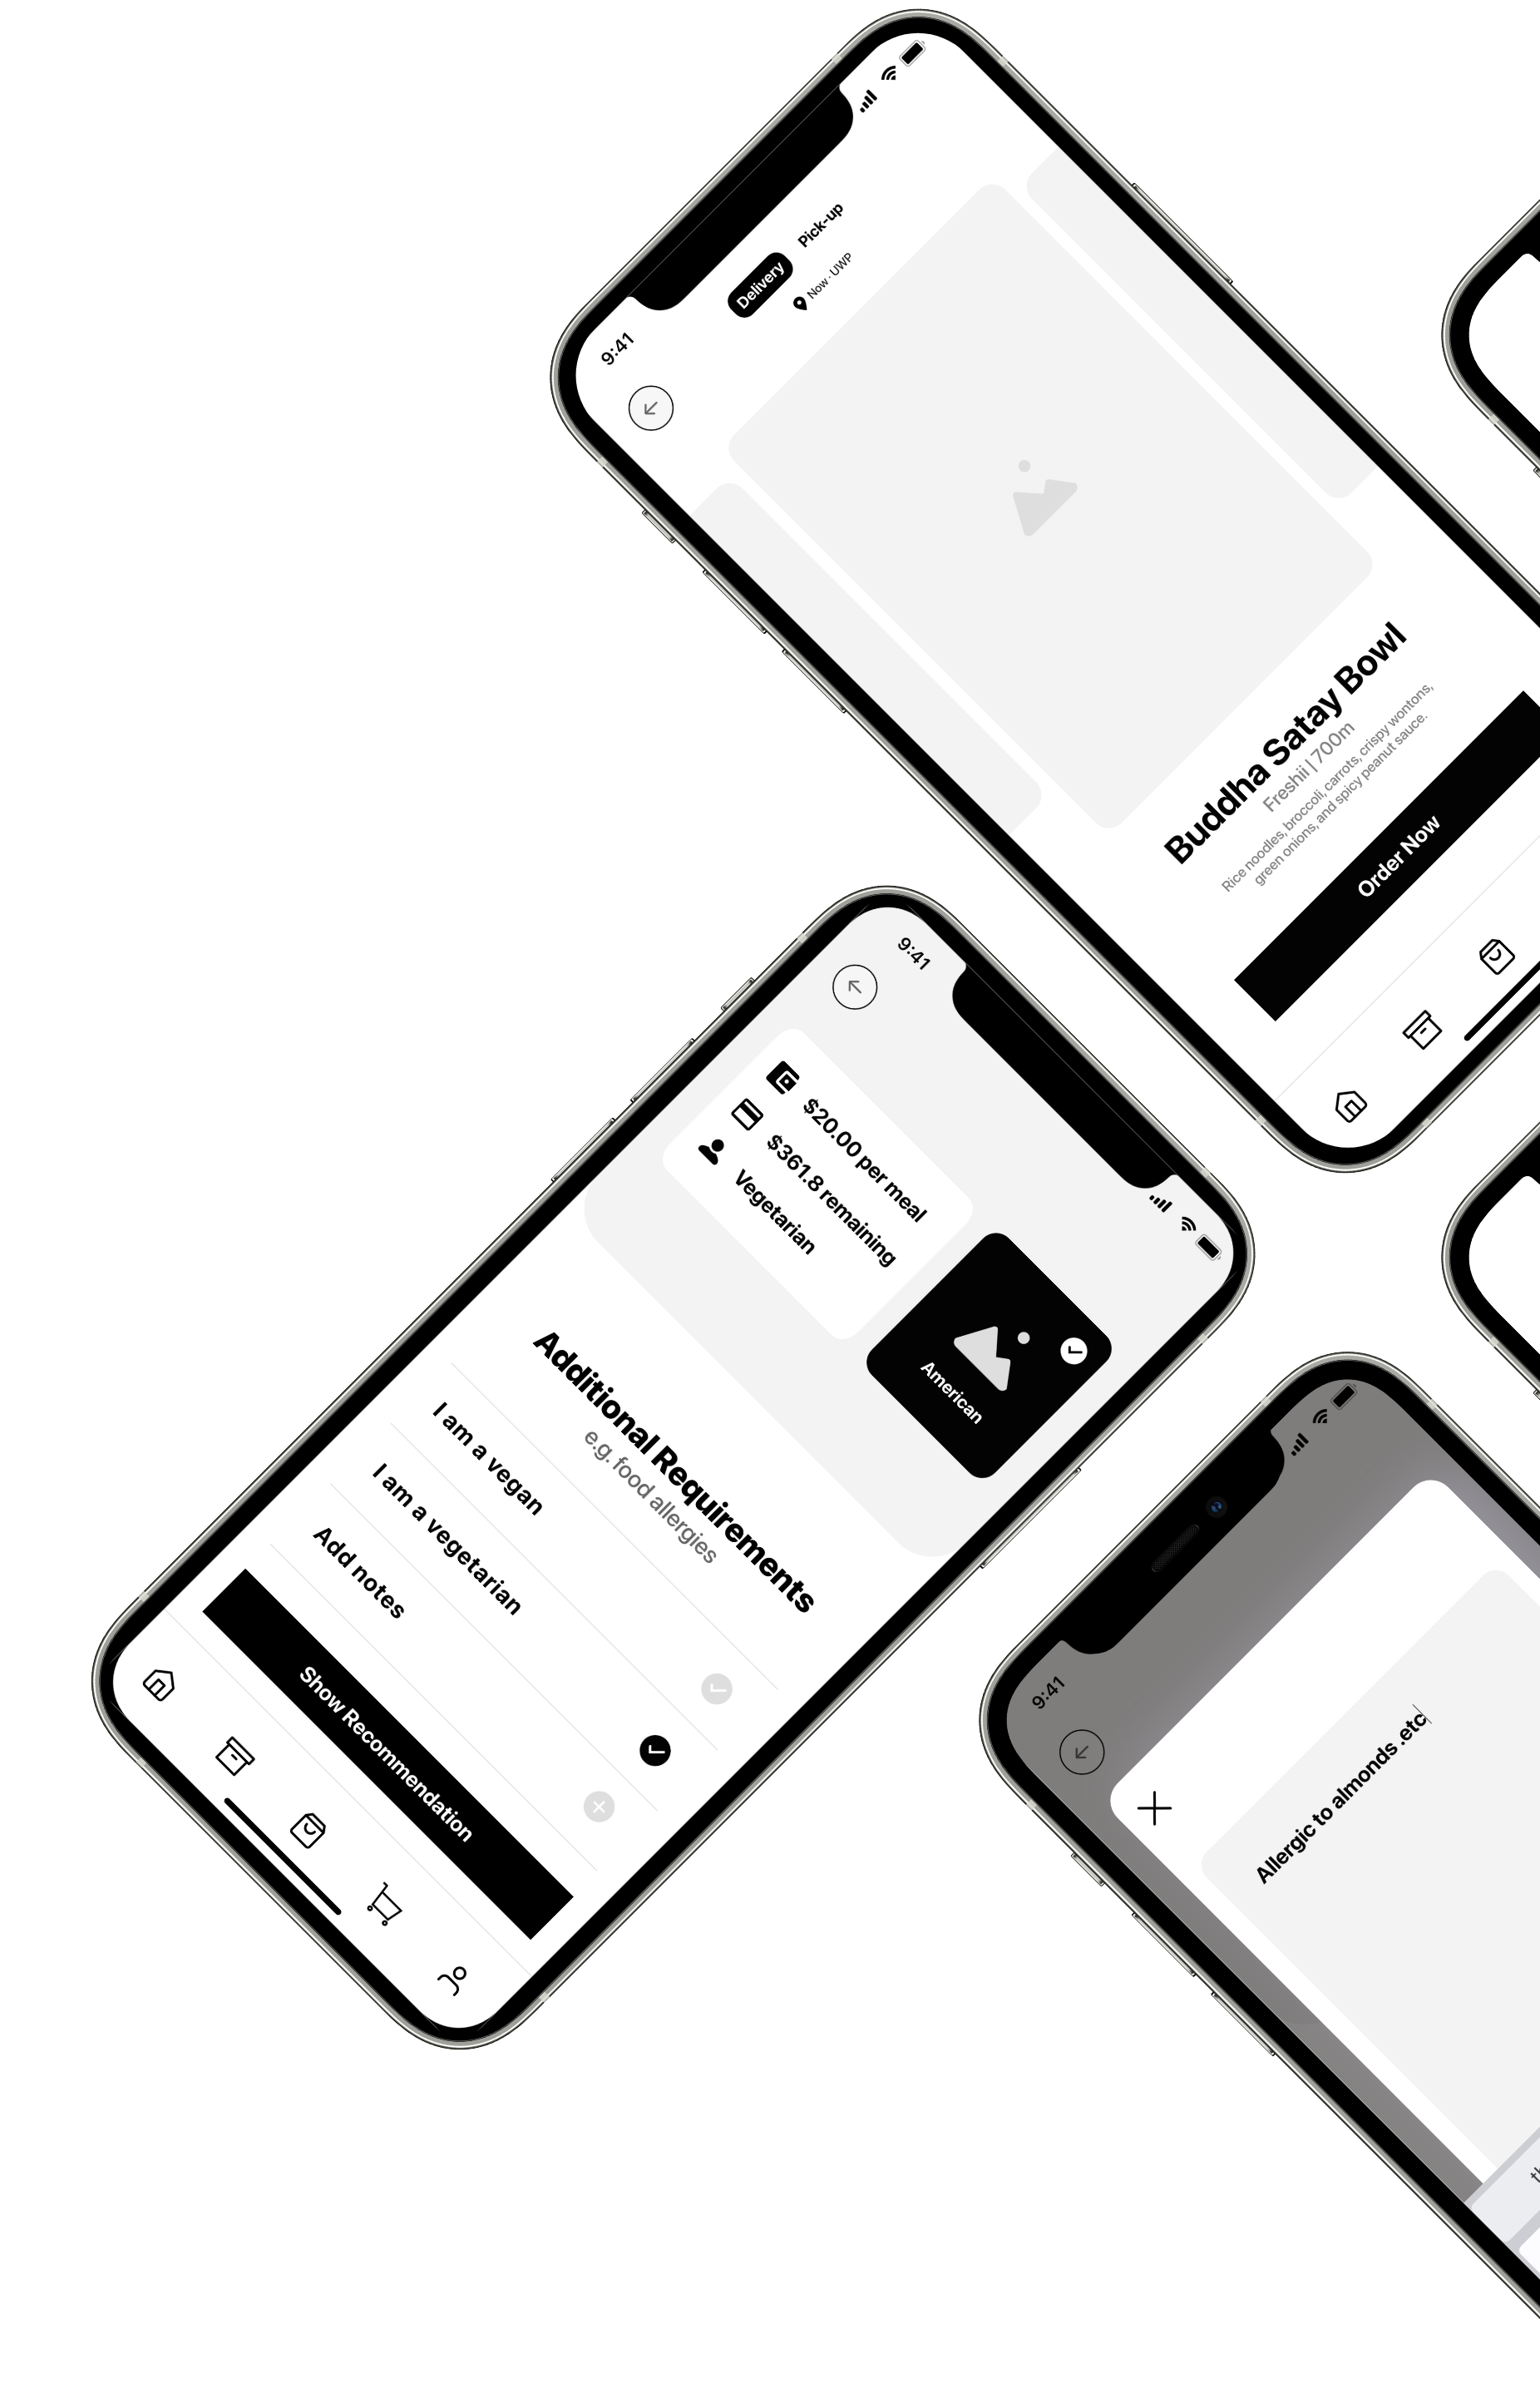 9:41
Delivery
Pick-up
Now · UWP
Buddha Satay Bowl
Freshii | 700m
Rice noodles, broccoli, carrots, crispy wontons,
green onions, and spicy peanut sauce.
Order Now
9:41
$20.00 per meal
$361.8 remaining
Vegetarian
American
Additional Requirements
e.g. food allergies
I am a vegan
I am a vegetarian
Add notes
Show Recommendation
9:41
Allergic to almonds .etc